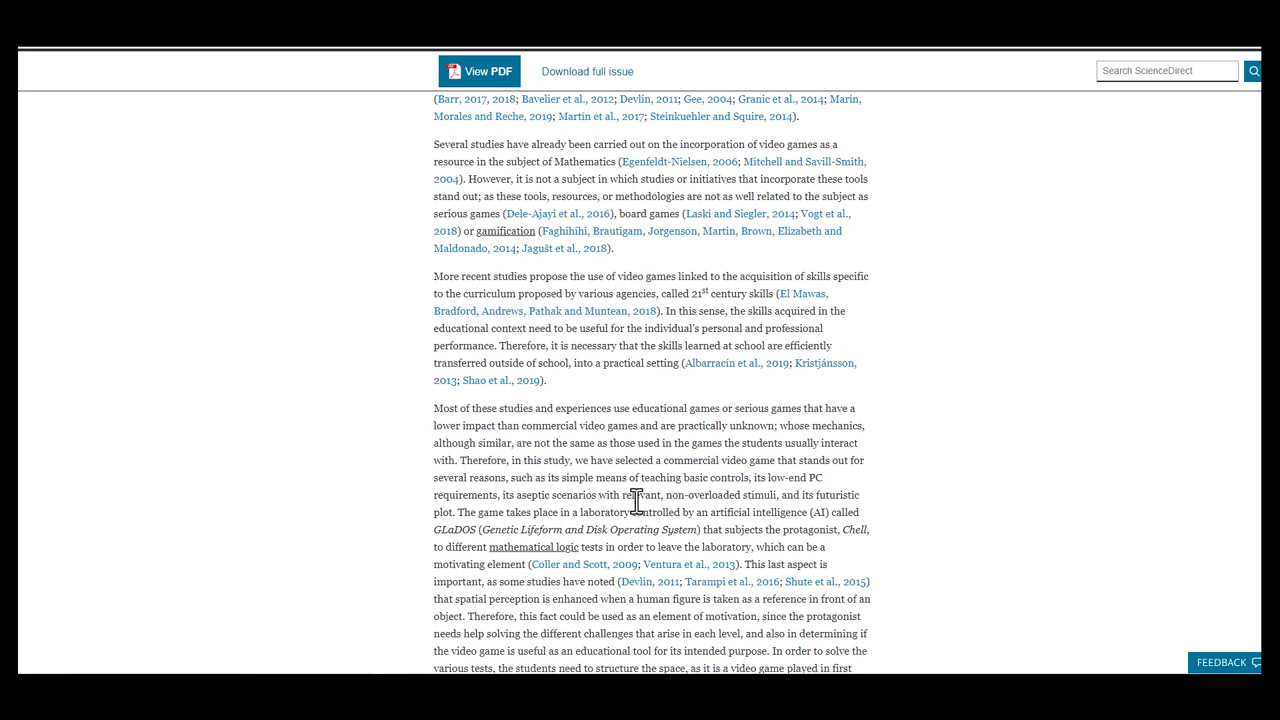 View PDF
Download full issue
Search ScienceDirect
(Barr, 2017, 2018; Bavelier et al., 2012; Devlin, 2011; Gee, 2004; Granic et al., 2014; Marín,
Morales and Reche, 2019; Martín et al., 2017; Steinkuehler and Squire, 2014).
Several studies have already been carried out on the incorporation of video games as a
resource in the subject of Mathematics (Egenfeldt-Nielsen, 2006; Mitchell and Savill-Smith,
2004). However, it is not a subject in which studies or initiatives that incorporate these tools
stand out; as these tools, resources, or methodologies are not as well related to the subject as
serious games (Dele-Ajayi et al., 2016), board games (Laski and Siegler, 2014; Vogt et al.,
2018) or gamification (Faghihihi, Brautigam, Jorgenson, Martin, Brown, Elizabeth and
Maldonado, 2014; Jagušt et al., 2018).
More recent studies propose the use of video games linked to the acquisition of skills specific
to the curriculum proposed by various agencies, called 21st century skills (El Mawas,
Bradford, Andrews, Pathak and Muntean, 2018). In this sense, the skills acquired in the
educational context need to be useful for the individual's personal and professional
performance. Therefore, it is necessary that the skills learned at school are efficiently
transferred outside of school, into a practical setting (Albarracín et al., 2019; Kristjánsson,
2013; Shao et al., 2019).
Most of these studies and experiences use educational games or serious games that have a
lower impact than commercial video games and are practically unknown; whose mechanics,
although similar, are not the same as those used in the games the students usually interact
with. Therefore, in this study, we have selected a commercial video game that stands out for
several reasons, such as its simple means of teaching basic controls, its low-end PC
requirements, its aseptic scenarios with relevant, non-overloaded stimuli, and its futuristic
plot. The game takes place in a laboratory controlled by an artificial intelligence (AI) called
GLaDOS (Genetic Lifeform and Disk Operating System) that subjects the protagonist, Chell,
to different mathematical logic tests in order to leave the laboratory, which can be a
motivating element (Coller and Scott, 2009; Ventura et al., 2013). This last aspect is
important, as some studies have noted (Devlin, 2011; Tarampi et al., 2016; Shute et al., 2015)
that spatial perception is enhanced when a human figure is taken as a reference in front of an
object. Therefore, this fact could be used as an element of motivation, since the protagonist
needs help solving the different challenges that arise in each level, and also in determining if
the video game is useful as an educational tool for its intended purpose. In order to solve the
various tests, the students need to structure the space, as it is a video game played in first
FEEDBACK